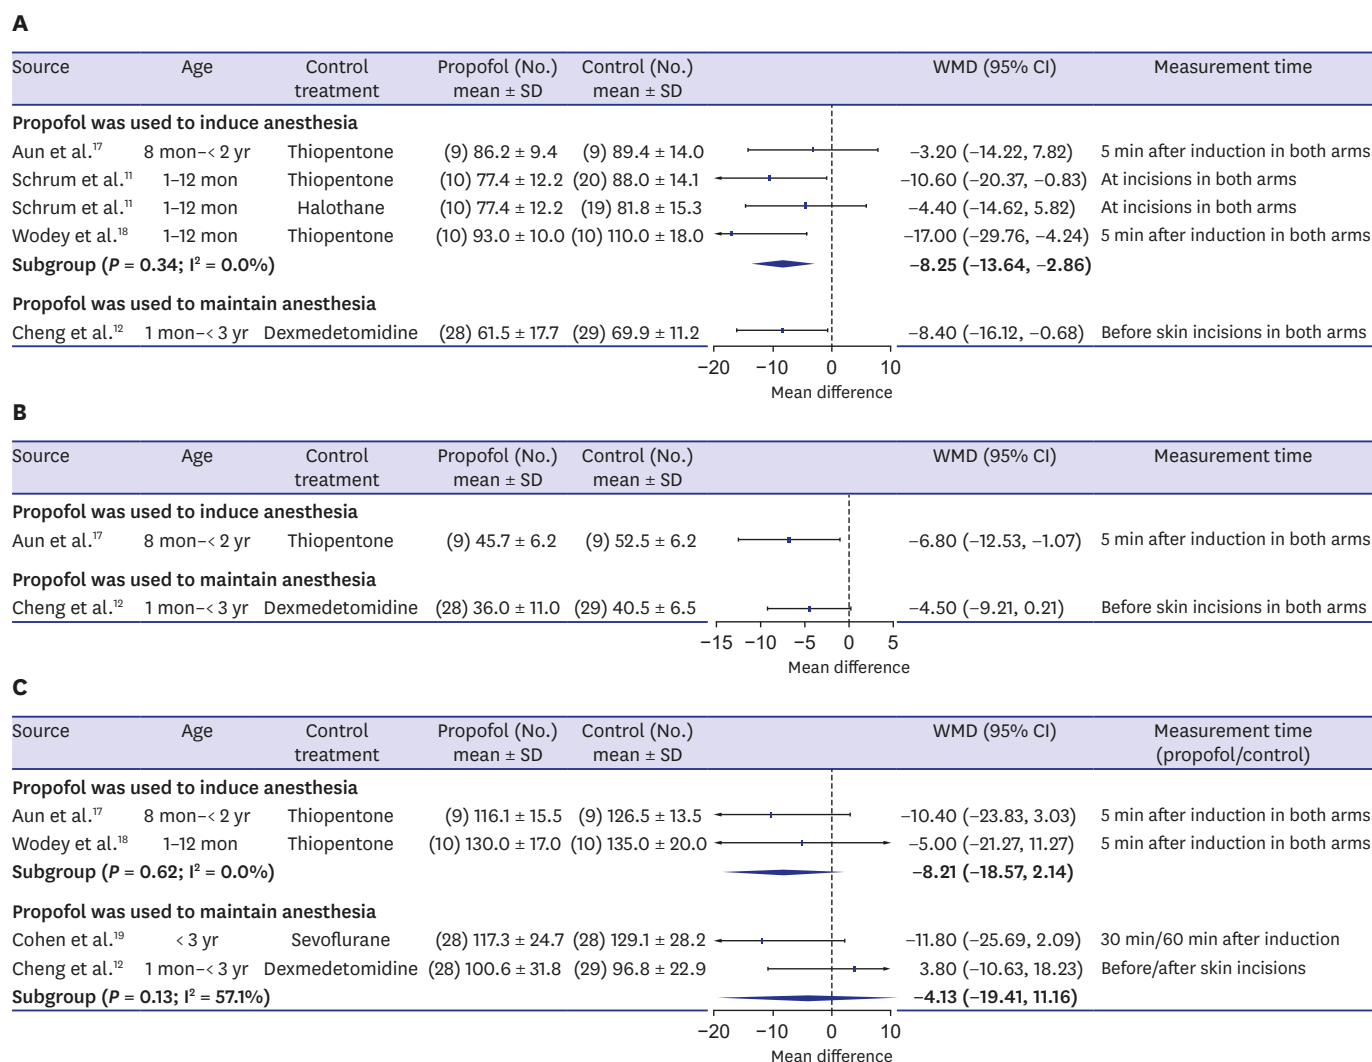 A
Source Age Control treatment Propofol (No.) mean ± SD Control (No.) mean ± SD WMD (95% CI) Measurement time
Propofol was used to induce anesthesia
Aun et al.17 8 mon–< 2 yr Thiopentone (9) 86.2 ± 9.4 (9) 89.4 ± 14.0 −3.20 (−14.22, 7.82) 5 min after induction in both arms
Schrum et al.11 1–12 mon Thiopentone (10) 77.4 ± 12.2 (20) 88.0 ± 14.1 −10.60 (−20.37, −0.83) At incisions in both arms
Schrum et al.11 1–12 mon Halothane (10) 77.4 ± 12.2 (19) 81.8 ± 15.3 −4.40 (−14.62, 5.82) At incisions in both arms
Wodey et al.18 1–12 mon Thiopentone (10) 93.0 ± 10.0 (10) 110.0 ± 18.0 −17.00 (−29.76, −4.24) 5 min after induction in both arms
Subgroup (P = 0.34; I² = 0.0%) −8.25 (−13.64, −2.86)
Propofol was used to maintain anesthesia
Cheng et al.12 1 mon–< 3 yr Dexmedetomidine (28) 61.5 ± 17.7 (29) 69.9 ± 11.2 −8.40 (−16.12, −0.68) Before skin incisions in both arms
−20 −10 0 10
Mean difference
B
Source Age Control treatment Propofol (No.) mean ± SD Control (No.) mean ± SD WMD (95% CI) Measurement time
Propofol was used to induce anesthesia
Aun et al.17 8 mon–< 2 yr Thiopentone (9) 45.7 ± 6.2 (9) 52.5 ± 6.2 −6.80 (−12.53, −1.07) 5 min after induction in both arms
Propofol was used to maintain anesthesia
Cheng et al.12 1 mon–< 3 yr Dexmedetomidine (28) 36.0 ± 11.0 (29) 40.5 ± 6.5 −4.50 (−9.21, 0.21) Before skin incisions in both arms
−15 −10 −5 0 5
Mean difference
C
Source Age Control treatment Propofol (No.) mean ± SD Control (No.) mean ± SD WMD (95% CI) Measurement time (propofol/control)
Propofol was used to induce anesthesia
Aun et al.17 8 mon–< 2 yr Thiopentone (9) 116.1 ± 15.5 (9) 126.5 ± 13.5 −10.40 (−23.83, 3.03) 5 min after induction in both arms
Wodey et al.18 1–12 mon Thiopentone (10) 130.0 ± 17.0 (10) 135.0 ± 20.0 −5.00 (−21.27, 11.27) 5 min after induction in both arms
Subgroup (P = 0.62; I² = 0.0%) −8.21 (−18.57, 2.14)
Propofol was used to maintain anesthesia
Cohen et al.19 < 3 yr Sevoflurane (28) 117.3 ± 24.7 (28) 129.1 ± 28.2 −11.80 (−25.69, 2.09) 30 min/60 min after induction
Cheng et al.12 1 mon–< 3 yr Dexmedetomidine (28) 100.6 ± 31.8 (29) 96.8 ± 22.9 3.80 (−10.63, 18.23) Before/after skin incisions
Subgroup (P = 0.13; I² = 57.1%) −4.13 (−19.41, 11.16)
−20 −10 0 10
Mean difference